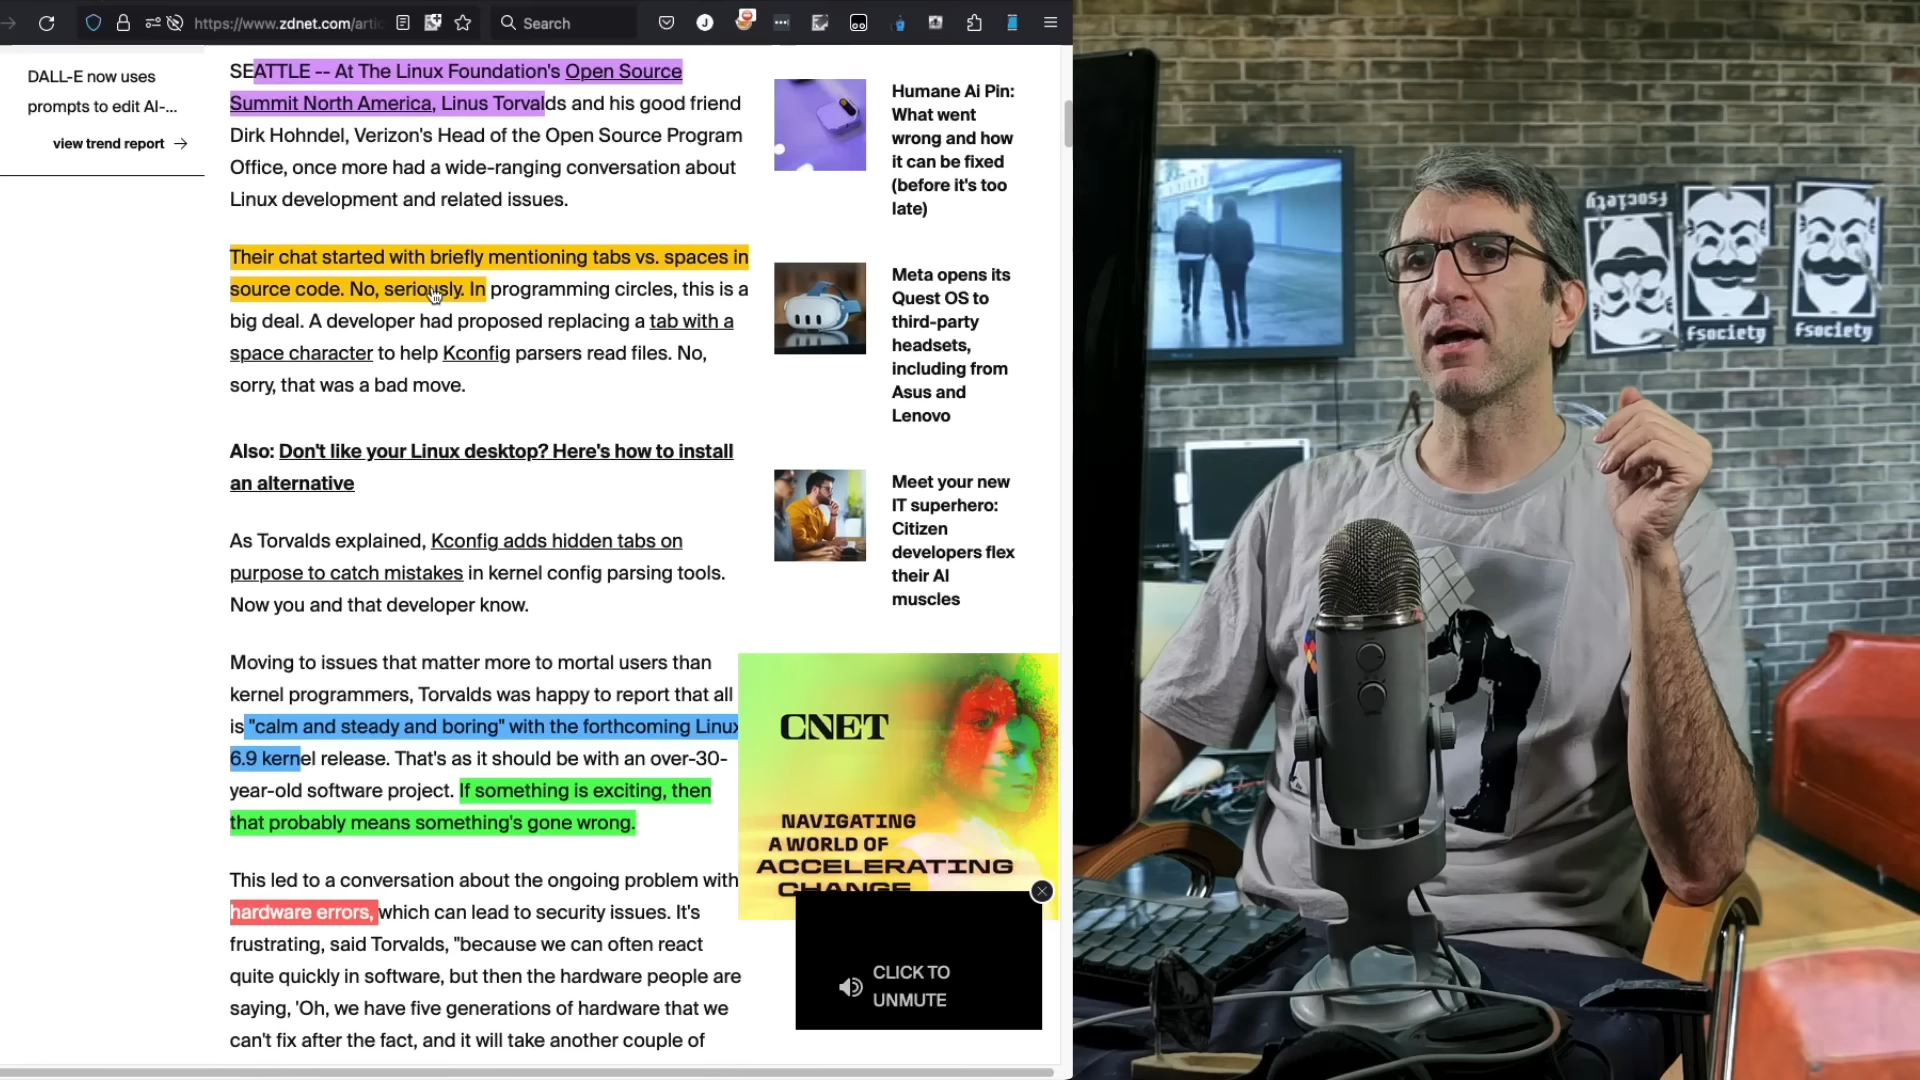 https://www.zdnet.com/artic
Search
DALL-E now uses
prompts to edit AI-...
view trend report
SEATTLE -- At The Linux Foundation's Open Source
Summit North America, Linus Torvalds and his good friend
Dirk Hohndel, Verizon's Head of the Open Source Program
Office, once more had a wide-ranging conversation about
Linux development and related issues.
Their chat started with briefly mentioning tabs vs. spaces in
source code. No, seriously. In programming circles, this is a
big deal. A developer had proposed replacing a tab with a
space character to help Kconfig parsers read files. No,
sorry, that was a bad move.
Also: Don't like your Linux desktop? Here's how to install
an alternative
As Torvalds explained, Kconfig adds hidden tabs on
purpose to catch mistakes in kernel config parsing tools.
Now you and that developer know.
Moving to issues that matter more to mortal users than
kernel programmers, Torvalds was happy to report that all
is "calm and steady and boring" with the forthcoming Linux
6.9 kernel release. That's as it should be with an over-30-
year-old software project. If something is exciting, then
that probably means something's gone wrong.
This led to a conversation about the ongoing problem with
hardware errors, which can lead to security issues. It's
frustrating, said Torvalds, "because we can often react
quite quickly in software, but then the hardware people are
saying, 'Oh, we have five generations of hardware that we
can't fix after the fact, and it will take another couple of
Humane Ai Pin:
What went
wrong and how
it can be fixed
(before it's too
late)
Meta opens its
Quest OS to
third-party
headsets,
including from
Asus and
Lenovo
Meet your new
IT superhero:
Citizen
developers flex
their AI
muscles
CNET
NAVIGATING
A WORLD OF
ACCELERATING
CHANGE
CLICK TO
UNMUTE
fsociety
fsociety
fsociety